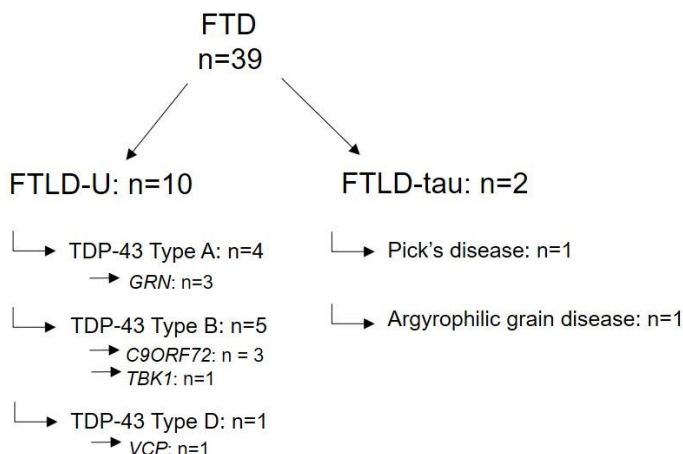 FTD
n=39
FTLD-U: n=10
TDP-43 Type A: n=4
GRN: n=3
TDP-43 Type B: n=5
C9ORF72: n = 3
TBK1: n=1
TDP-43 Type D: n=1
VCP: n=1
FTLD-tau: n=2
Pick's disease: n=1
Argyrophilic grain disease: n=1